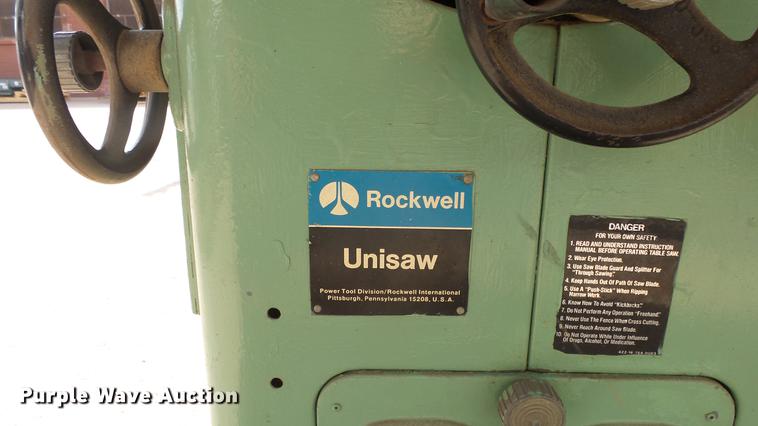 Rockwell
Unisaw
Power Tool Division/Rockwell International
Pittsburgh, Pennsylvania 15208, U.S.A.
DANGER
FOR YOUR OWN SAFETY
1. READ AND UNDERSTAND INSTRUCTION
MANUAL BEFORE OPERATING TABLE SAW.
2. Wear Eye Protection.
3. Use Saw Blade Guard And Splitter For
"Through Sawing".
4. Keep Hands Out Of Path Of Saw Blade.
5. Use A "Push-Stick" When Ripping
Narrow Work.
6. Know How To Avoid "Kickbacks".
7. Do Not Perform Any Operation "Freehand".
8. Never Use The Fence When Cross Cutting.
9. Never Reach Around Saw Blade.
10. Do Not Operate While Under Influence
Of Drugs, Alcohol, Or Medication.
Purple Wave Auction